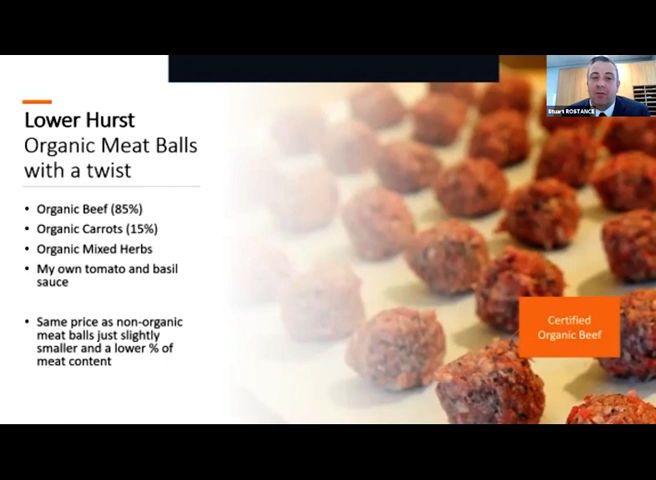 Stuart ROSTANCE
Lower Hurst
Organic Meat Balls
with a twist
• Organic Beef (85%)
• Organic Carrots (15%)
• Organic Mixed Herbs
• My own tomato and basil
sauce
• Same price as non-organic
meat balls just slightly
smaller and a lower % of
meat content
Certified
Organic Beef